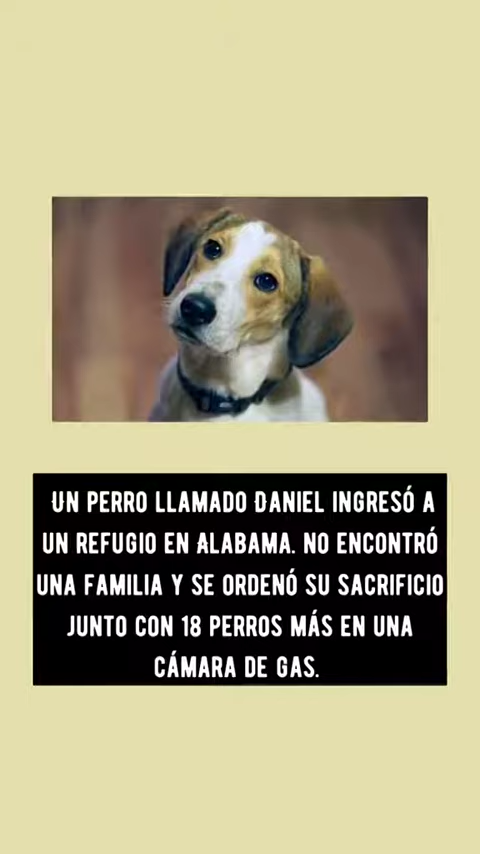 UN PERRO LLAMADO DANIEL INGRESÓ A
UN REFUGIO EN ALABAMA. NO ENCONTRÓ
UNA FAMILIA Y SE ORDENÓ SU SACRIFICIO
JUNTO CON 18 PERROS MÁS EN UNA
CÁMARA DE GAS.